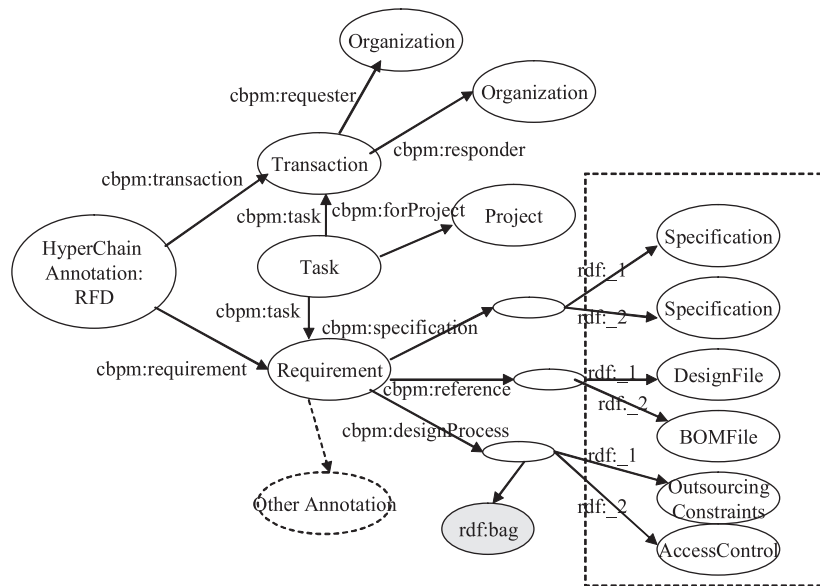 Organization
cbpm:requester
Organization
cbpm:responder
Transaction
cbpm:transaction
cbpm:task
cbpm:forProject
Project
HyperChain
Annotation:
RFD
Task
Specification
rdf:_1
cbpm:task
cbpm:specification
Specification
rdf:_2
cbpm:requirement
Requirement
cbpm:reference
rdf:_1
DesignFile
rdf:_2
cbpm:designProcess
BOMFile
rdf:_1
Outsourcing
Constraints
Other Annotation
rdf:_2
rdf:bag
AccessControl